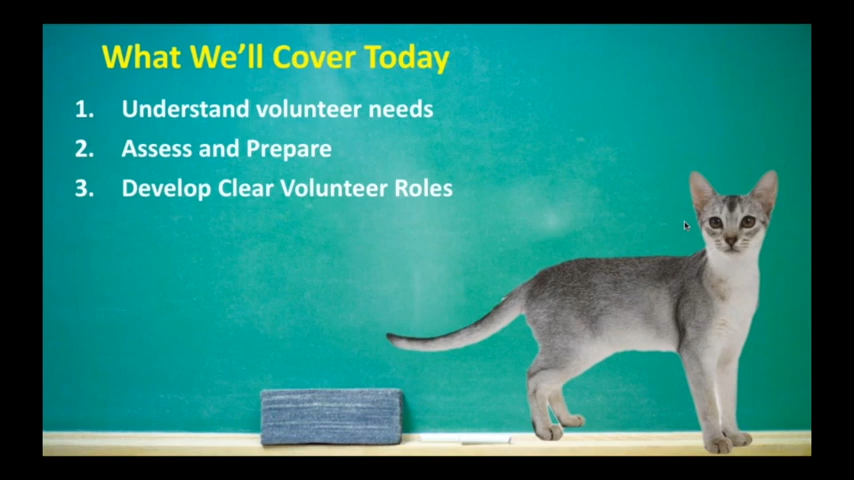 What We'll Cover Today
1. Understand volunteer needs
2. Assess and Prepare
3. Develop Clear Volunteer Roles